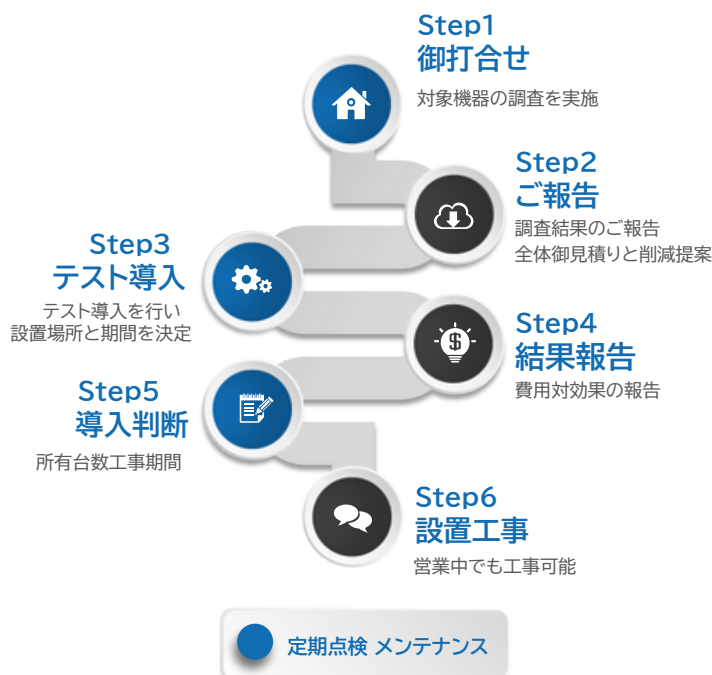 Step1
御打合せ
対象機器の調査を実施
Step2
ご報告
調査結果のご報告
全体御見積りと削減提案
Step3
テスト導入
テスト導入を行い
設置場所と期間を決定
Step4
結果報告
費用対効果の報告
Step5
導入判断
所有台数工事期間
Step6
設置工事
営業中でも工事可能
定期点検 メンテナンス